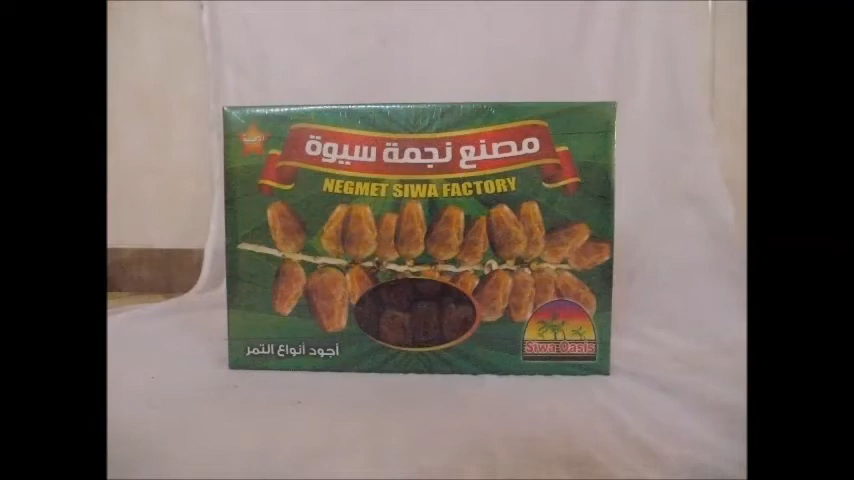 مصنع نجمة سيوة
NEGMET SIWA FACTORY
أجود أنواع التمر
Siwa Oasis